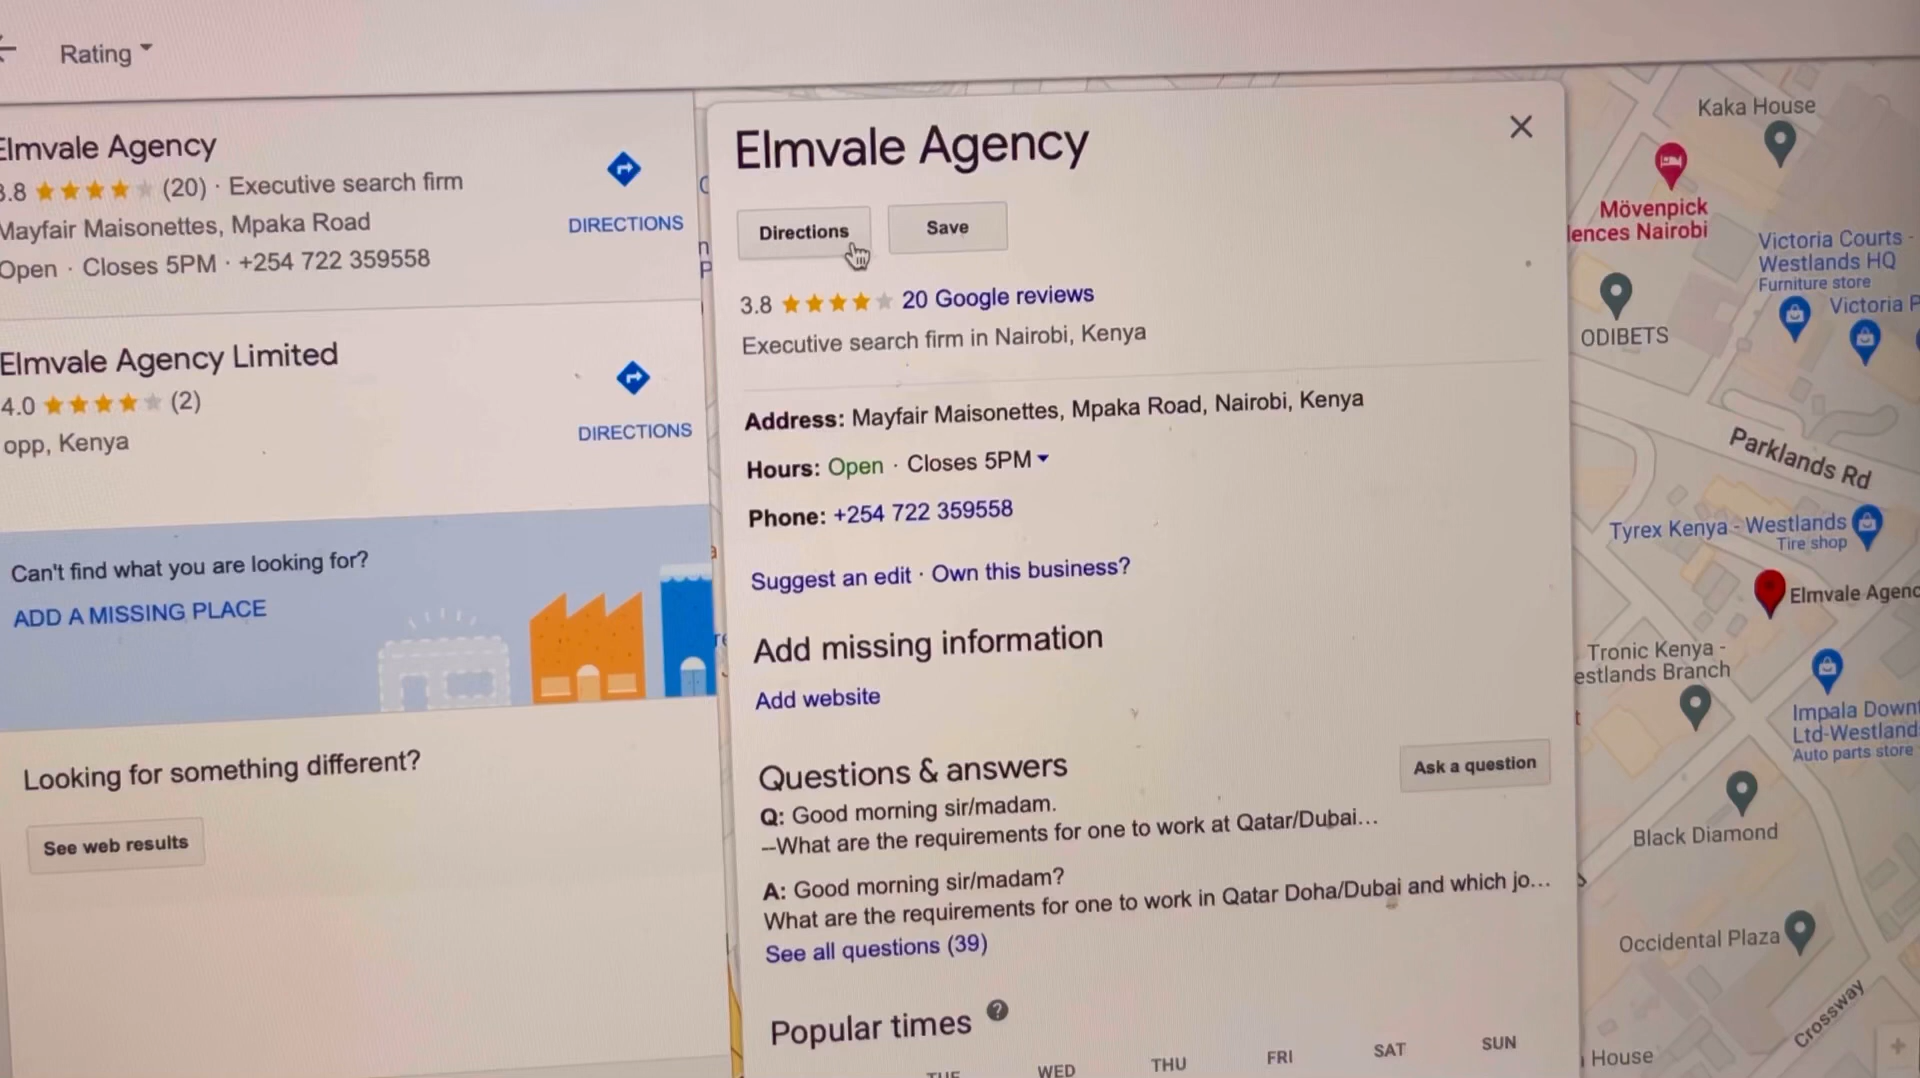 Rating
Elmvale Agency
3.8 (20) · Executive search firm
Mayfair Maisonettes, Mpaka Road
Open · Closes 5PM · +254 722 359558
DIRECTIONS
Elmvale Agency Limited
4.0 (2)
opp, Kenya
DIRECTIONS
Can't find what you are looking for?
ADD A MISSING PLACE
Looking for something different?
See web results
Elmvale Agency
Directions
Save
3.8 20 Google reviews
Executive search firm in Nairobi, Kenya
Address: Mayfair Maisonettes, Mpaka Road, Nairobi, Kenya
Hours: Open · Closes 5PM
Phone: +254 722 359558
Suggest an edit · Own this business?
Add missing information
Add website
Questions & answers
Ask a question
Q: Good morning sir/madam.
--What are the requirements for one to work at Qatar/Dubai...
A: Good morning sir/madam?
What are the requirements for one to work in Qatar Doha/Dubai and which jo...
See all questions (39)
Popular times
TUE WED THU FRI SAT SUN
Kaka House
Mövenpick
lences Nairobi
Victoria Courts -
Westlands HQ
Furniture store
Victoria P
ODIBETS
Parklands Rd
Tyrex Kenya - Westlands
Tire shop
Elmvale Agenc
Tronic Kenya -
estlands Branch
Impala Down
Ltd-Westland
Auto parts store
Black Diamond
Occidental Plaza
Crossway
House